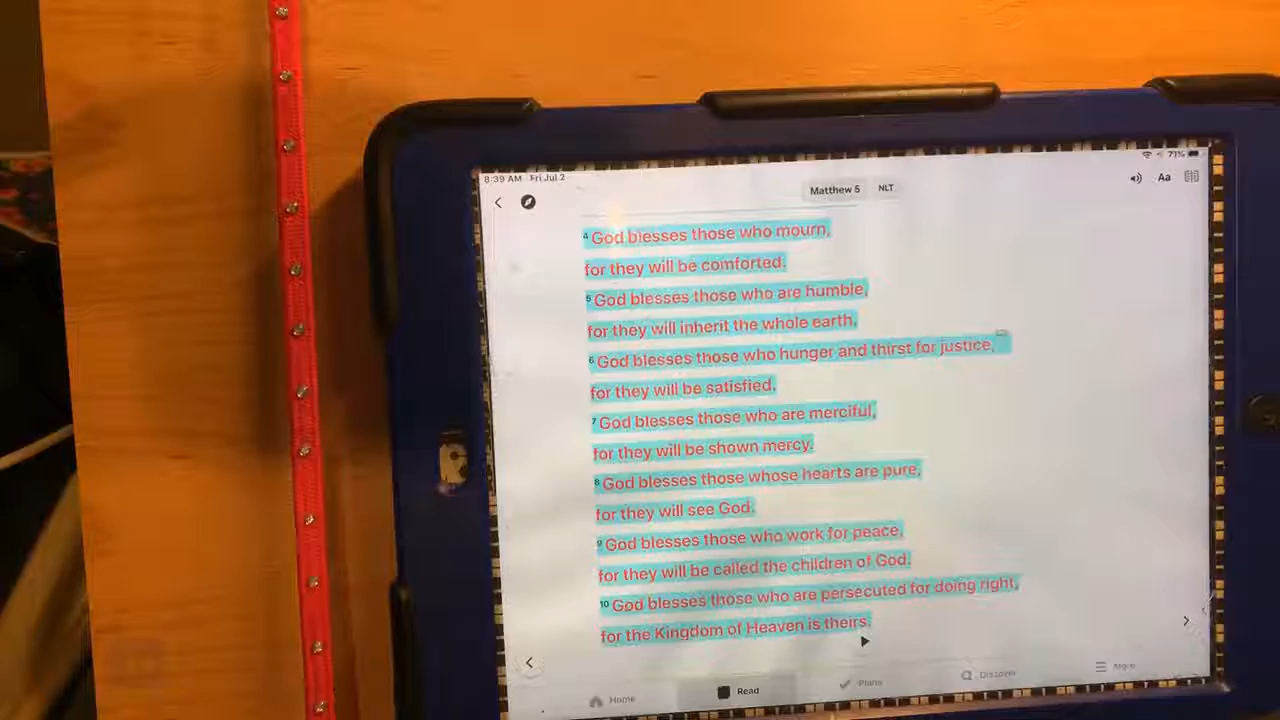 8:39 AM Fri Jul 2
71%
Matthew 5 NLT
Aa
4 God blesses those who mourn,
for they will be comforted.
5 God blesses those who are humble,
for they will inherit the whole earth.
6 God blesses those who hunger and thirst for justice,
for they will be satisfied.
7 God blesses those who are merciful,
for they will be shown mercy.
8 God blesses those whose hearts are pure,
for they will see God.
9 God blesses those who work for peace,
for they will be called the children of God.
10 God blesses those who are persecuted for doing right,
for the Kingdom of Heaven is theirs.
Home Read Plans Discover More